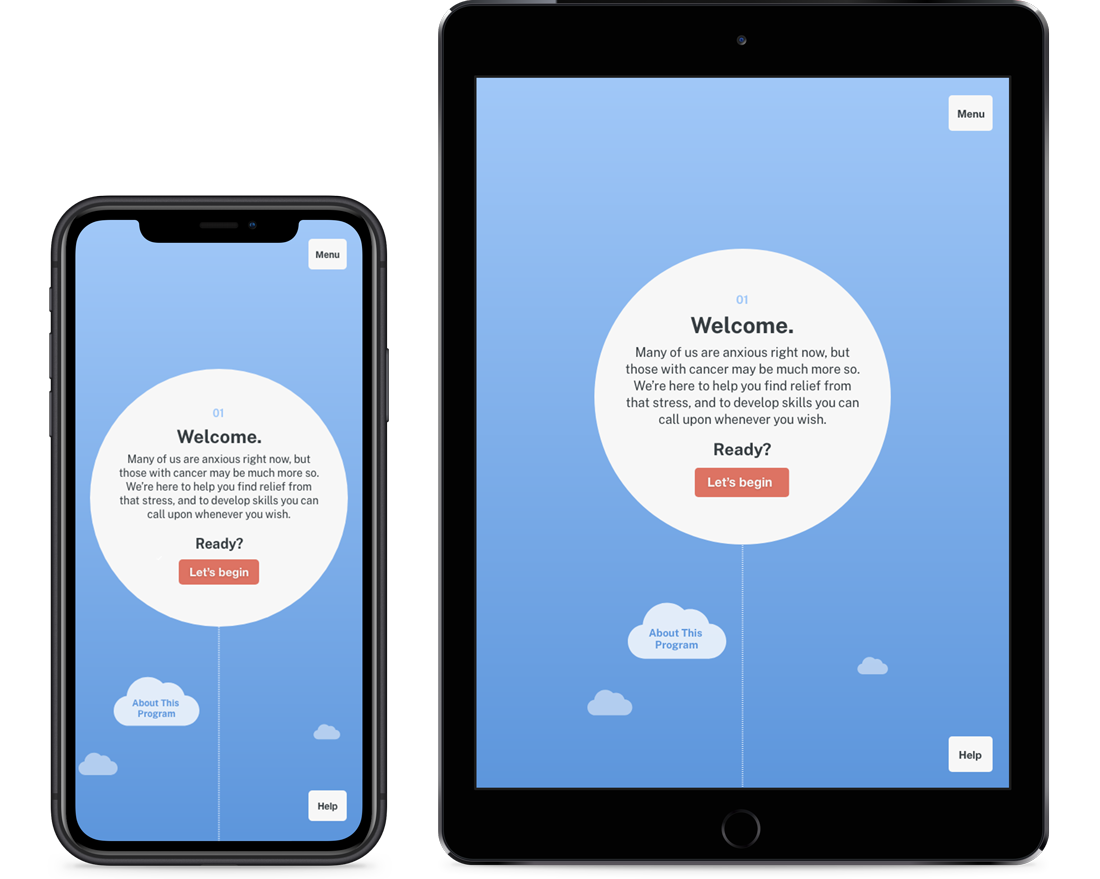 Menu
01
Welcome.
Many of us are anxious right now, but
those with cancer may be much more so.
We're here to help you find relief from
that stress, and to develop skills you can
call upon whenever you wish.
Ready?
Let's begin
About This
Program
Help
Menu
01
Welcome.
Many of us are anxious right now, but
those with cancer may be much more so.
We're here to help you find relief from
that stress, and to develop skills you can
call upon whenever you wish.
Ready?
Let's begin
About This
Program
Help